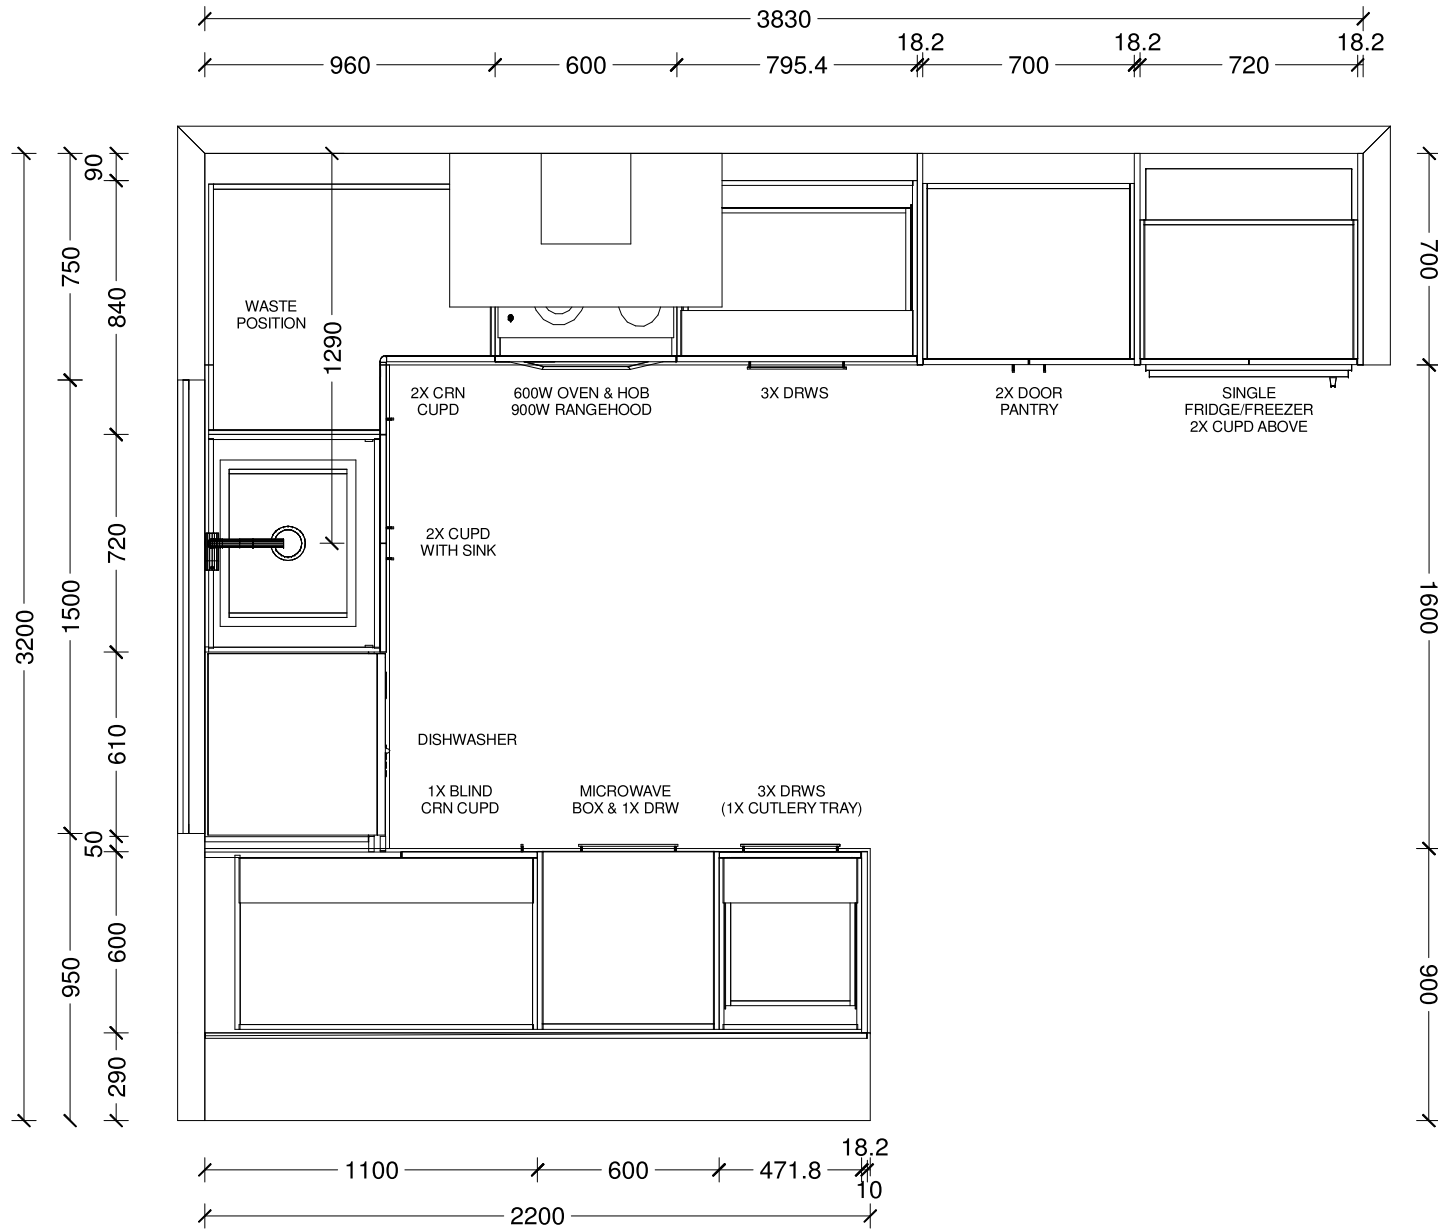 3830
18.2
18.2
18.2
960
600
795.4
700
720
90
750
840
1290
700
WASTE
POSITION
2X CRN
CUPD
600W OVEN & HOB
900W RANGEHOOD
3X DRWS
2X DOOR
PANTRY
SINGLE
FRIDGE/FREEZER
2X CUPD ABOVE
720
2X CUPD
WITH SINK
1500
3200
1600
610
DISHWASHER
1X BLIND
CRN CUPD
MICROWAVE
BOX & 1X DRW
3X DRWS
(1X CUTLERY TRAY)
50
600
950
900
290
18.2
1100
600
471.8
10
2200